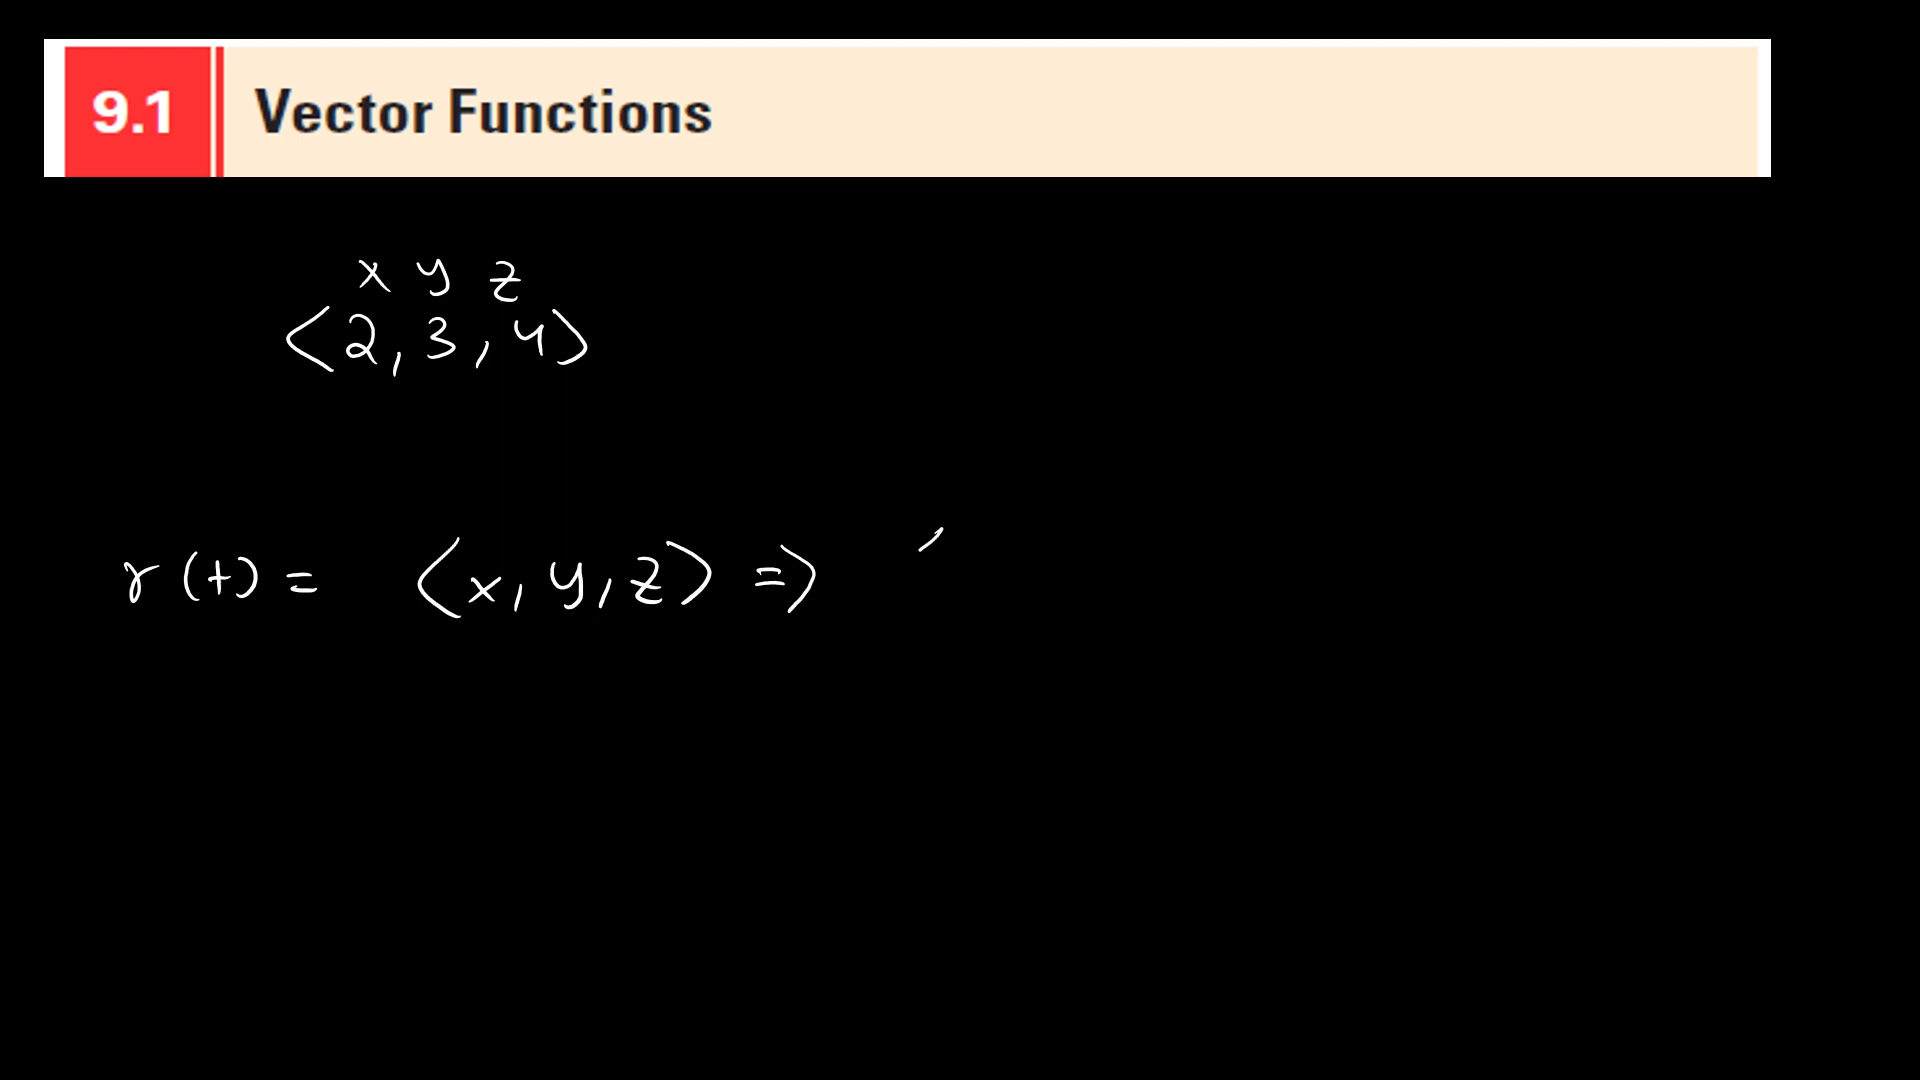 9.1 Vector Functions
x y z
⟨2, 3, 4⟩
r(t) = ⟨x, y, z⟩ ⇒